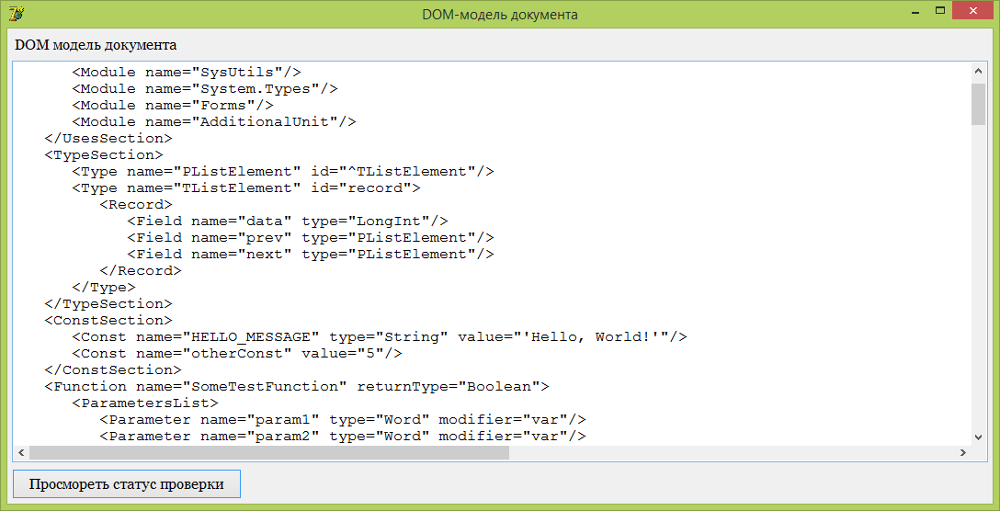 DOM-модель документа
DOM модель документа
<Module name="SysUtils"/>
<Module name="System.Types"/>
<Module name="Forms"/>
<Module name="AdditionalUnit"/>
</UsesSection>
<TypeSection>
<Type name="PListElement" id="^TListElement"/>
<Type name="TListElement" id="record">
<Record>
<Field name="data" type="LongInt"/>
<Field name="prev" type="PListElement"/>
<Field name="next" type="PListElement"/>
</Record>
</Type>
</TypeSection>
<ConstSection>
<Const name="HELLO_MESSAGE" type="String" value="'Hello, World!'"/>
<Const name="otherConst" value="5"/>
</ConstSection>
<Function name="SomeTestFunction" returnType="Boolean">
<ParametersList>
<Parameter name="param1" type="Word" modifier="var"/>
<Parameter name="param2" type="Word" modifier="var"/>
Просмореть статус проверки